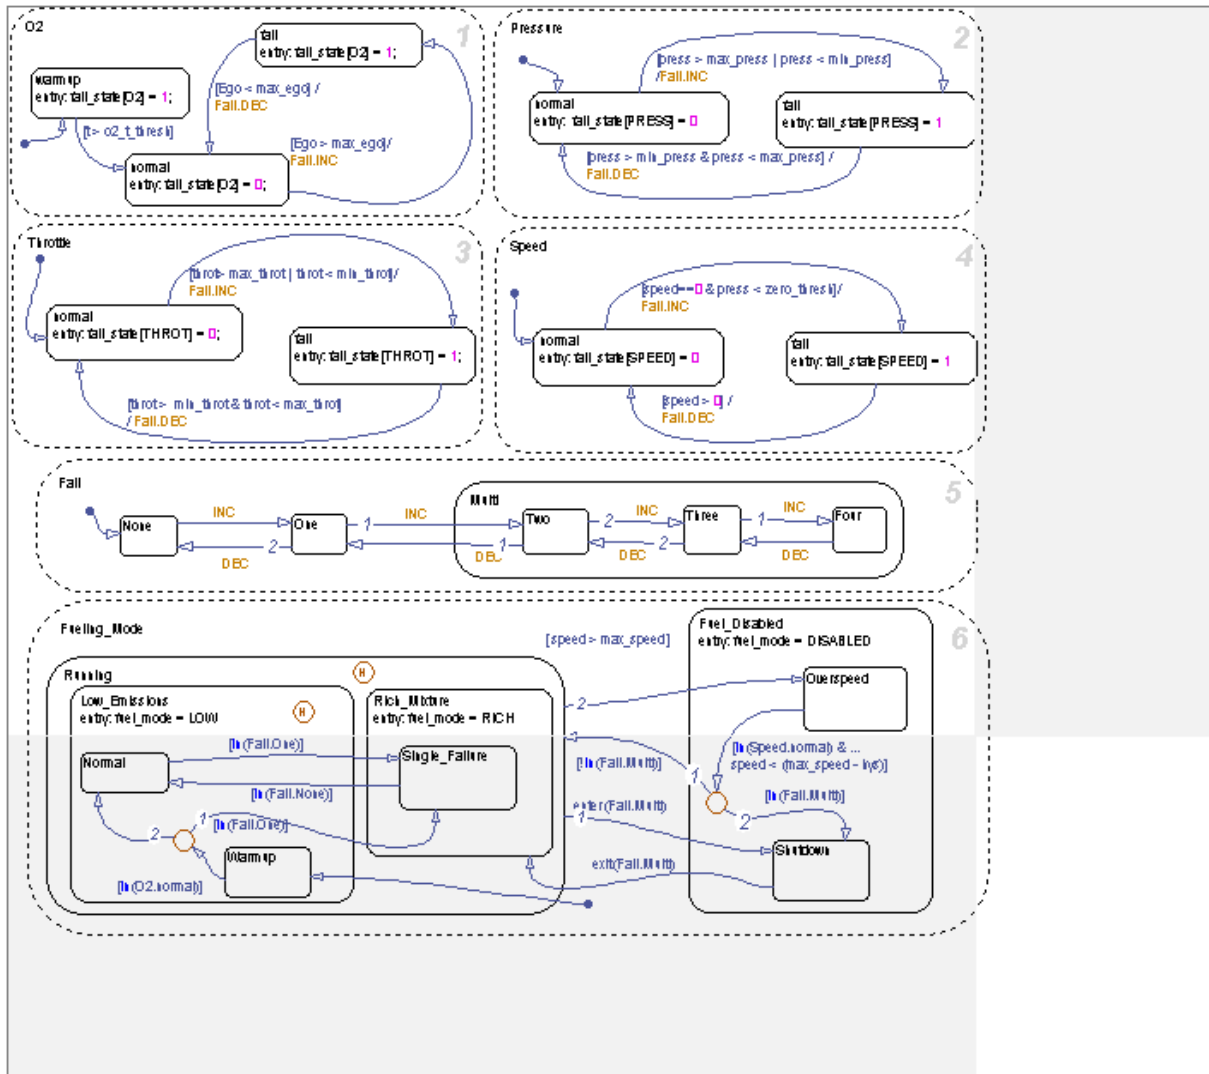 O2
1
fail
entry: fail_state[O2] = 1;
warmup
entry: fail_state[O2] = 1;
[Ego < max_ego] /
Fail.DEC
[t > o2_t_thresh]
[Ego > max_ego]/
Fail.INC
normal
entry: fail_state[O2] = 0;
Pressure
2
[press > max_press | press < min_press]
/Fail.INC
normal
entry: fail_state[PRESS] = 0
fail
entry: fail_state[PRESS] = 1
[press > min_press & press < max_press] /
Fail.DEC
Throttle
3
[throt > max_throt | throt < min_throt]/
Fail.INC
normal
entry: fail_state[THROT] = 0;
fail
entry: fail_state[THROT] = 1;
[throt > min_throt & throt < max_throt]
/ Fail.DEC
Speed
4
[speed==0 & press < zero_thresh]/
Fail.INC
normal
entry: fail_state[SPEED] = 0
fail
entry: fail_state[SPEED] = 1
[speed > 0] /
Fail.DEC
Fail
5
Multi
None
INC
One
1
INC
Two
2
INC
Three
1
INC
Four
2
DEC
1
DEC
2
DEC
DEC
Fueling_Mode
6
[speed > max_speed]
Fuel_Disabled
entry: fuel_mode = DISABLED
Running
H
Low_Emissions
entry: fuel_mode = LOW
H
Rich_Mixture
entry: fuel_mode = RICH
2
Overspeed
[in(Fail.One)]
Normal
Single_Failure
[in(Fail.None)]
[!in(Fail.Multi)]
1
[in(Speed.normal) & ...
speed < (max_speed - hys)]
[in(Fail.Multi)]
2
enter(Fail.Multi)
1
2
1
[in(Fail.One)]
Warmup
Shutdown
exit(Fail.Multi)
[in(O2.normal)]